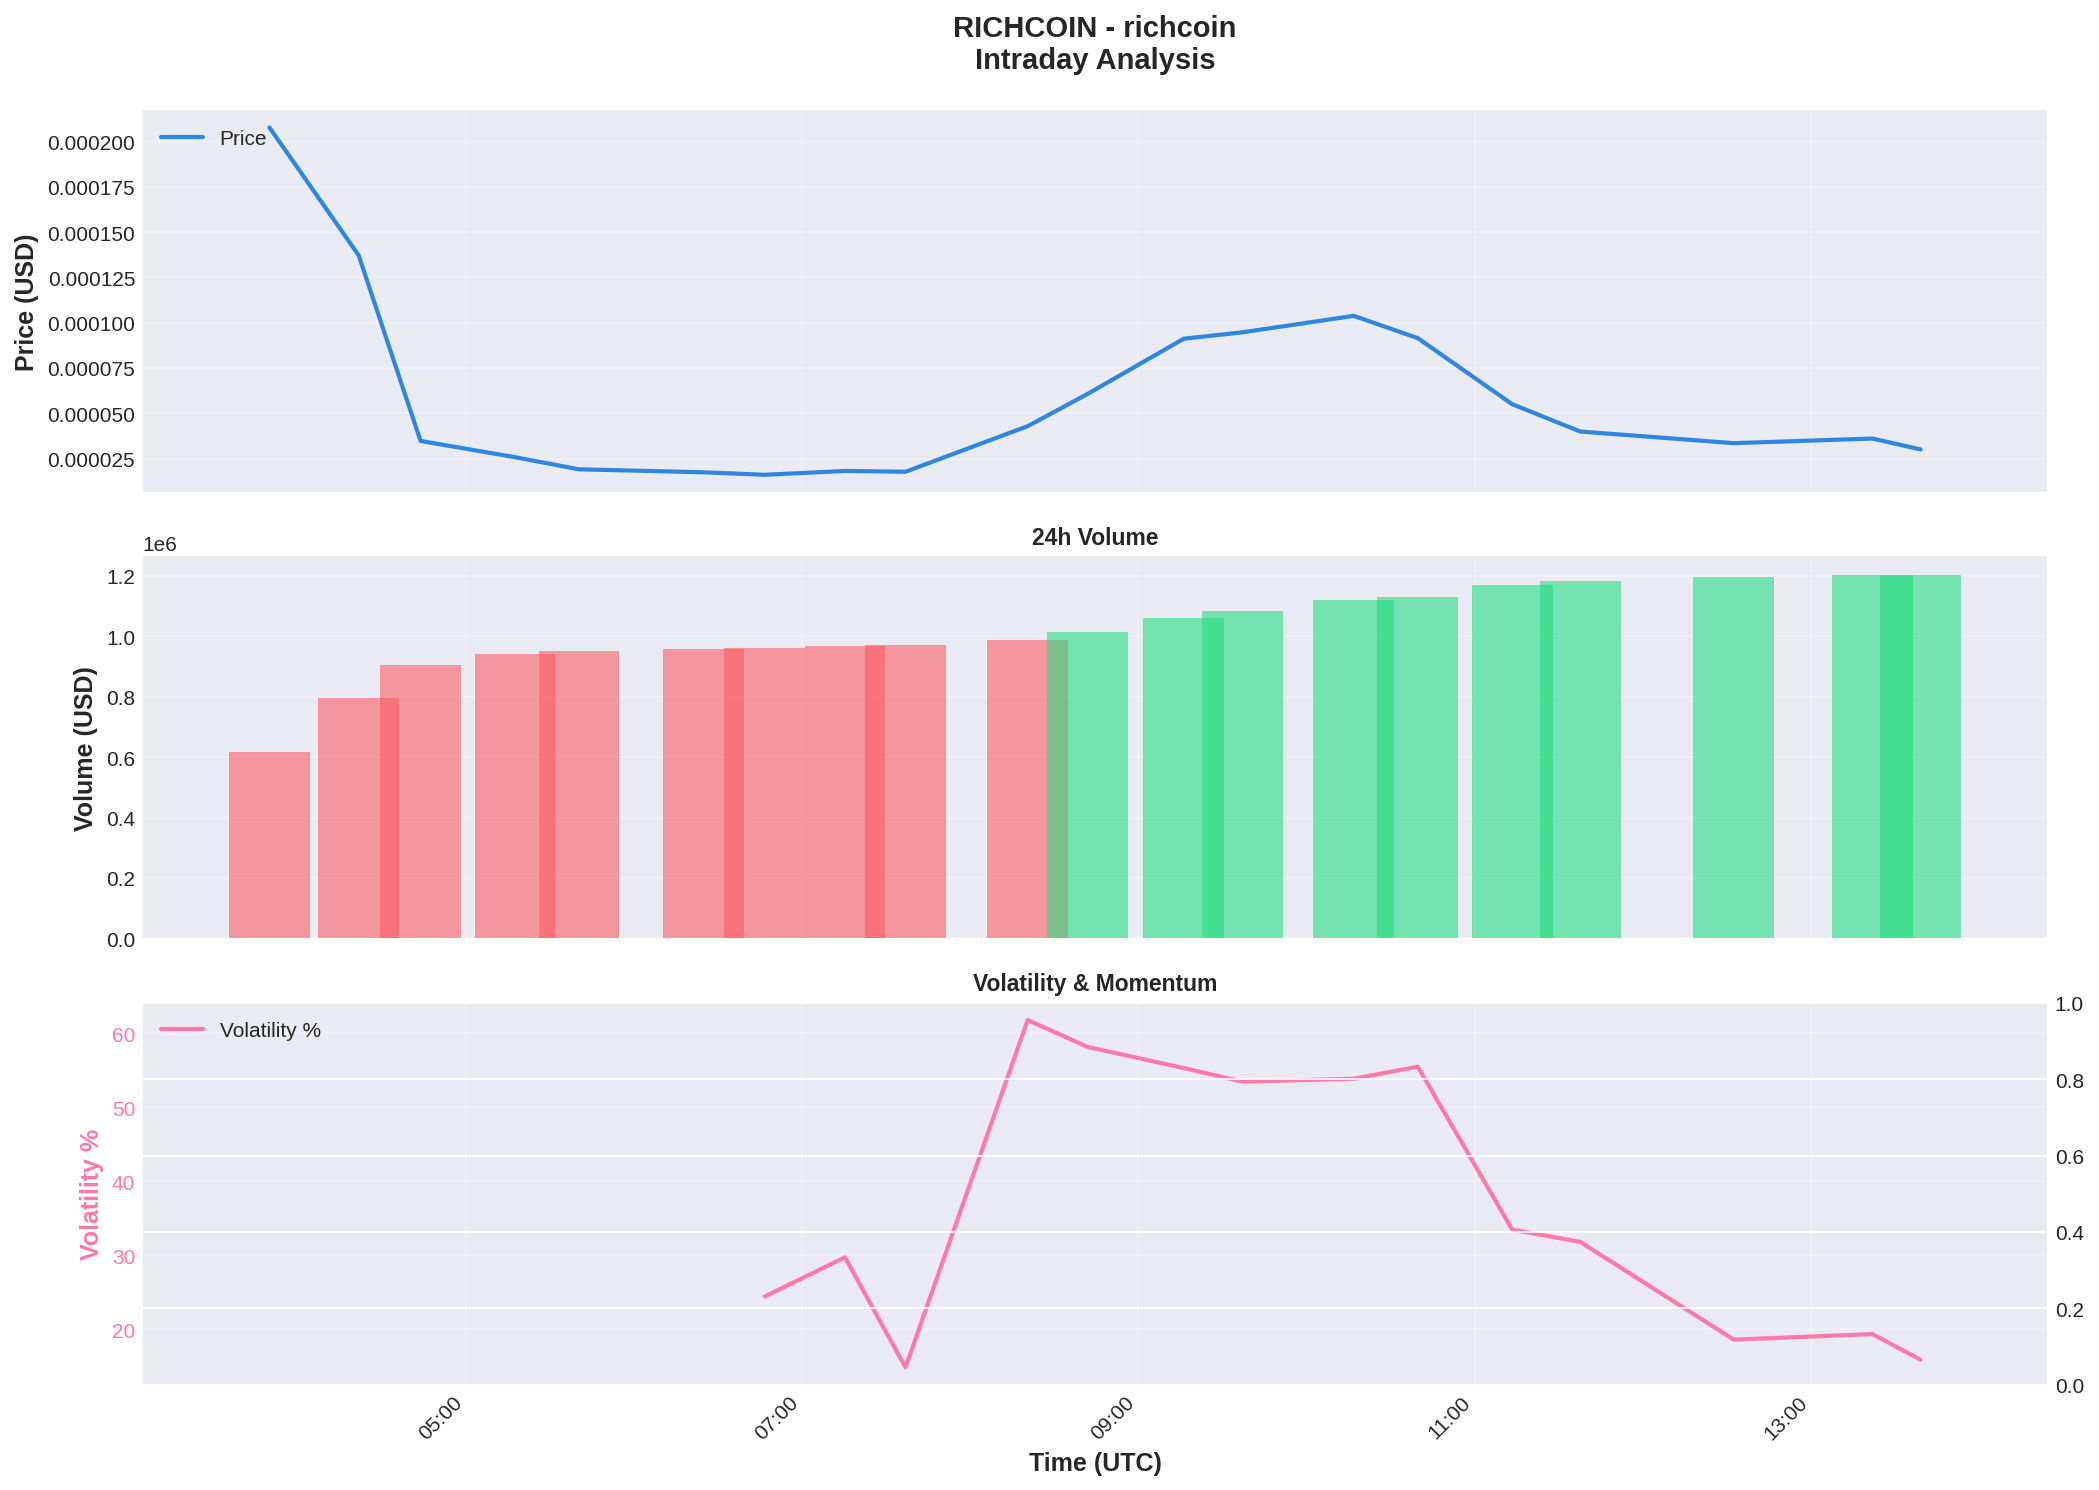 RICHCOIN - richcoin
Intraday Analysis
Price
Price (USD)
0.000200
0.000175
0.000150
0.000125
0.000100
0.000075
0.000050
0.000025
24h Volume
1e6
Volume (USD)
1.2
1.0
0.8
0.6
0.4
0.2
0.0
Volatility & Momentum
Volatility %
Volatility %
60
50
40
30
20
1.0
0.8
0.6
0.4
0.2
0.0
05:00
07:00
09:00
11:00
13:00
Time (UTC)